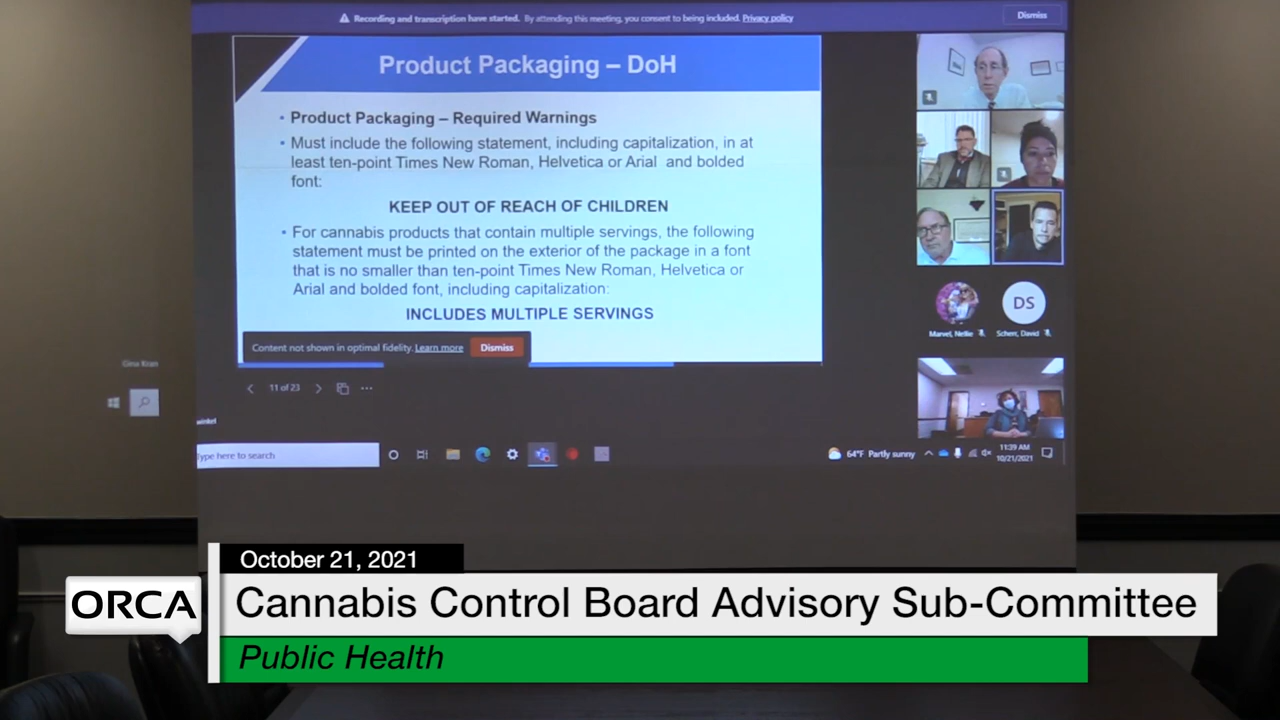 Recording and transcription have started. By attending this meeting, you consent to being included. Privacy policy
Dismiss
Product Packaging – DoH
• Product Packaging – Required Warnings
• Must include the following statement, including capitalization, in at
least ten-point Times New Roman, Helvetica or Arial and bolded
font:
KEEP OUT OF REACH OF CHILDREN
• For cannabis products that contain multiple servings, the following
statement must be printed on the exterior of the package in a font
that is no smaller than ten-point Times New Roman, Helvetica or
Arial and bolded font, including capitalization:
INCLUDES MULTIPLE SERVINGS
Content not shown in optimal fidelity. Learn more
Dismiss
DS
Marvel, Nellie
Scherr, David
11 of 23
Type here to search
64°F Partly sunny
11:39 AM
10/21/2021
October 21, 2021
ORCA
Cannabis Control Board Advisory Sub-Committee
Public Health